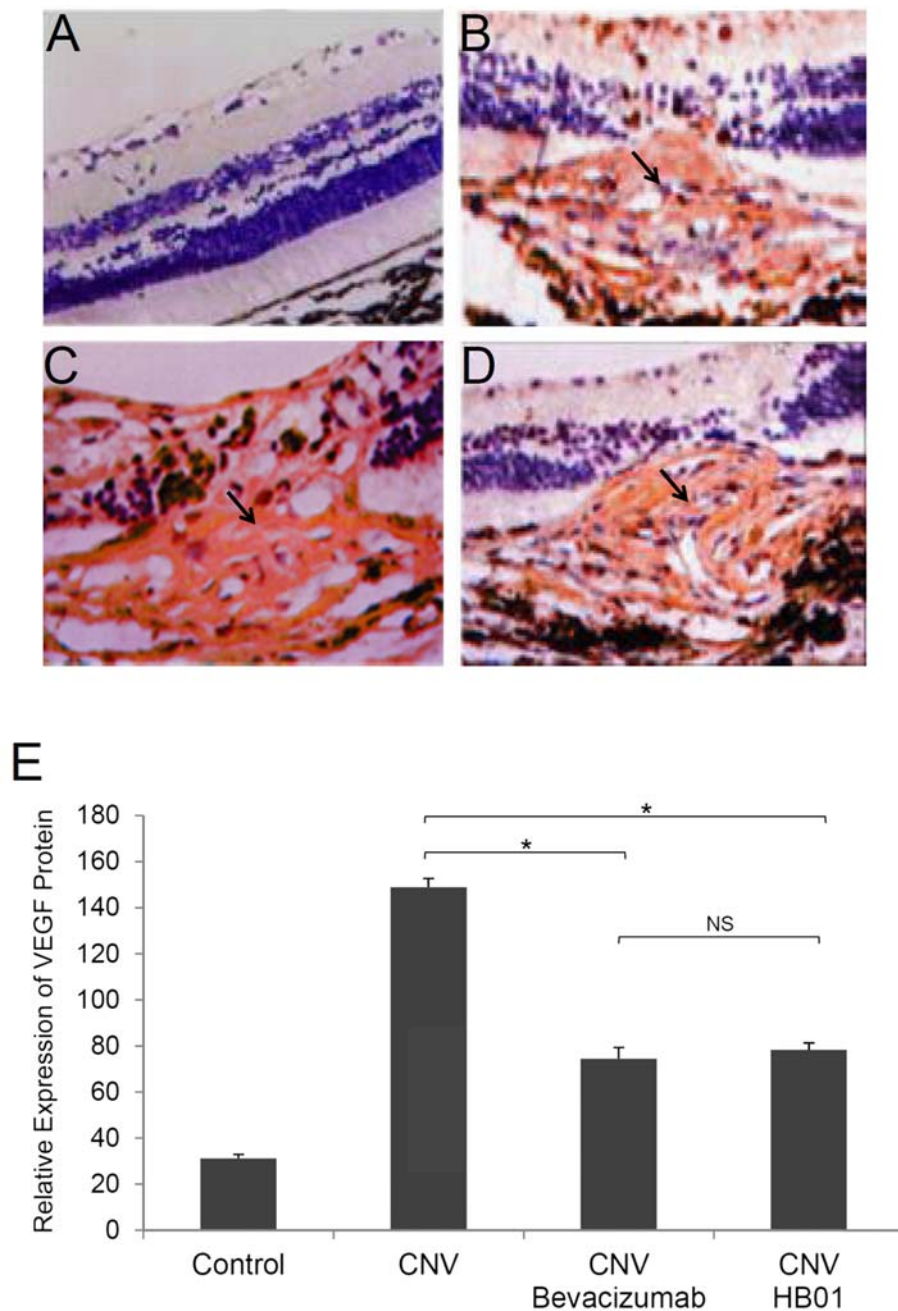 A
B
C
D
E
Relative Expression of VEGF Protein
180
160
140
120
100
80
60
40
20
0
*
*
NS
Control
CNV
CNV
Bevacizumab
CNV
HB01